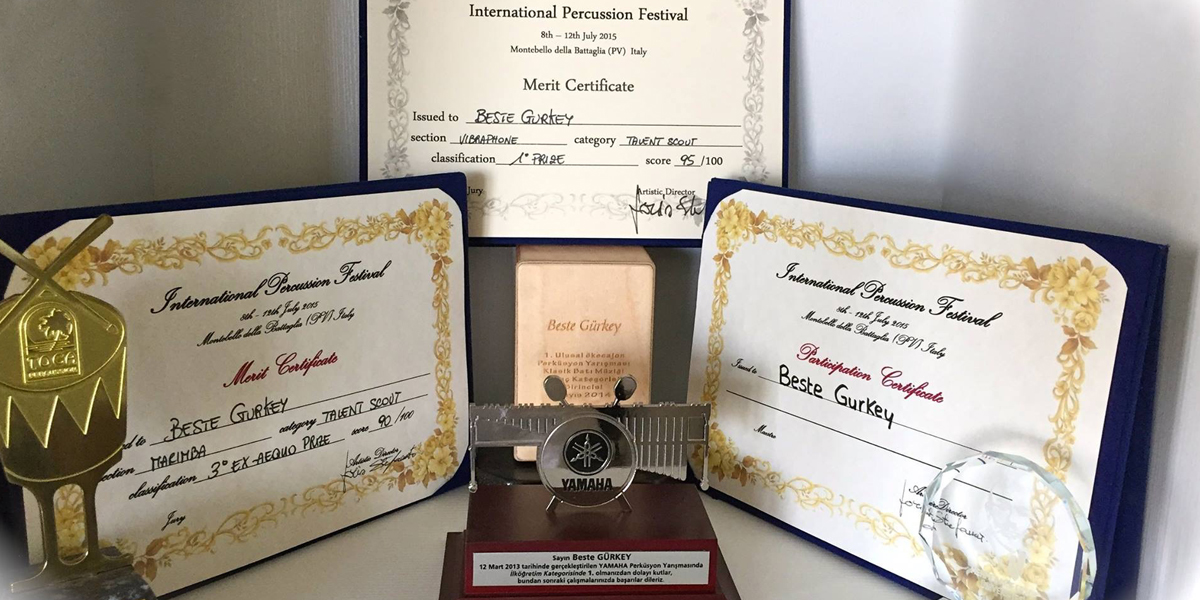 International Percussion Festival
8th – 12th July 2015
Montebello della Battaglia (PV) Italy
Merit Certificate
Issued to BESTE GURKEY
section VIBRAPHONE category TALENT SCOUT
classification 1° PRIZE score 95 /100
Jury
Artistic Director
International Percussion Festival
8th - 12th July 2015
Montebello della Battaglia (PV) Italy
Merit Certificate
to BESTE GURKEY
MARIMBA category TALENT SCOUT
classification 3° EX-AEQUO PRIZE score 90 /100
Artistic Director
Jury
TOCA
PERCUSSION
Beste Gürkey
1. Ulusal
Perküsyon Yarışması
Klasik Batı Müziği
Kategorisi
Birincisi
2014
International Percussion Festival
8th - 12th July 2015
Montebello della Battaglia (PV) Italy
Participation Certificate
Issued to Beste Gurkey
Director
YAMAHA
Sayın Beste GÜRKEY
12 Mart 2013 tarihinde gerçekleştirilen YAMAHA Perküsyon Yarışmasında
İlköğretim Kategorisinde 1. olmanızdan dolayı kutlar,
bundan sonraki çalışmalarınızda başarılar dileriz.